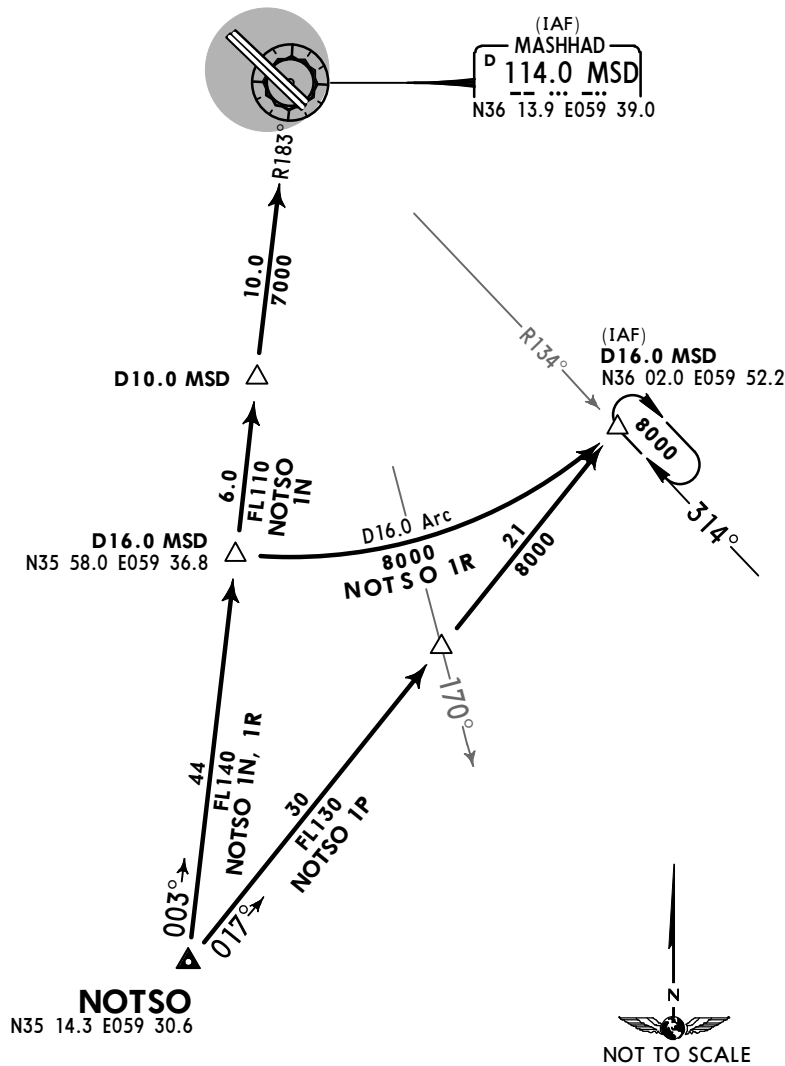 (IAF)
MASHHAD
D 114.0 MSD
N36 13.9 E059 39.0
R183°
10.0
7000
R134°
(IAF)
D16.0 MSD
N36 02.0 E059 52.2
8000
314°
D10.0 MSD
6.0
FL110
NOTSO
1N
D16.0 MSD
N35 58.0 E059 36.8
D16.0 Arc
8000
NOTSO 1R
21
8000
170°
44
FL140
NOTSO 1N, 1R
30
FL130
NOTSO 1P
003°
017°
NOTSO
N35 14.3 E059 30.6
N
NOT TO SCALE